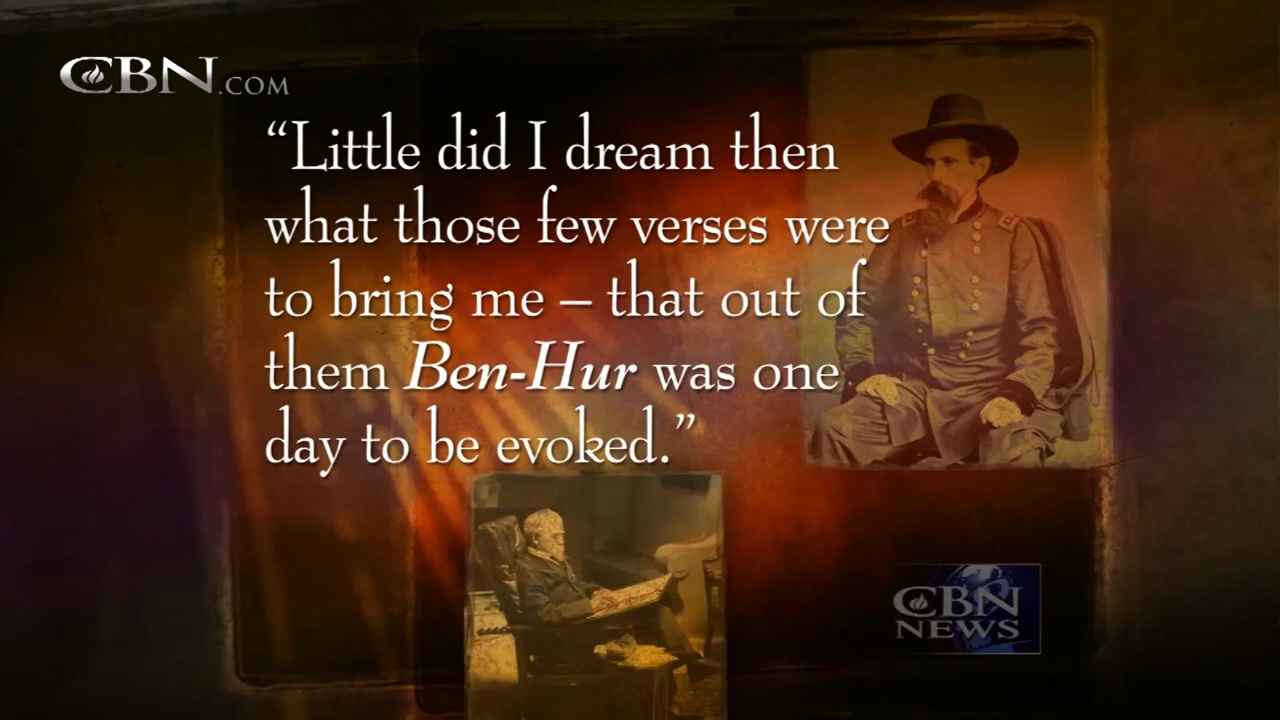 CBN.COM
“Little did I dream then
what those few verses were
to bring me – that out of
them Ben-Hur was one
day to be evoked.”
CBN
NEWS